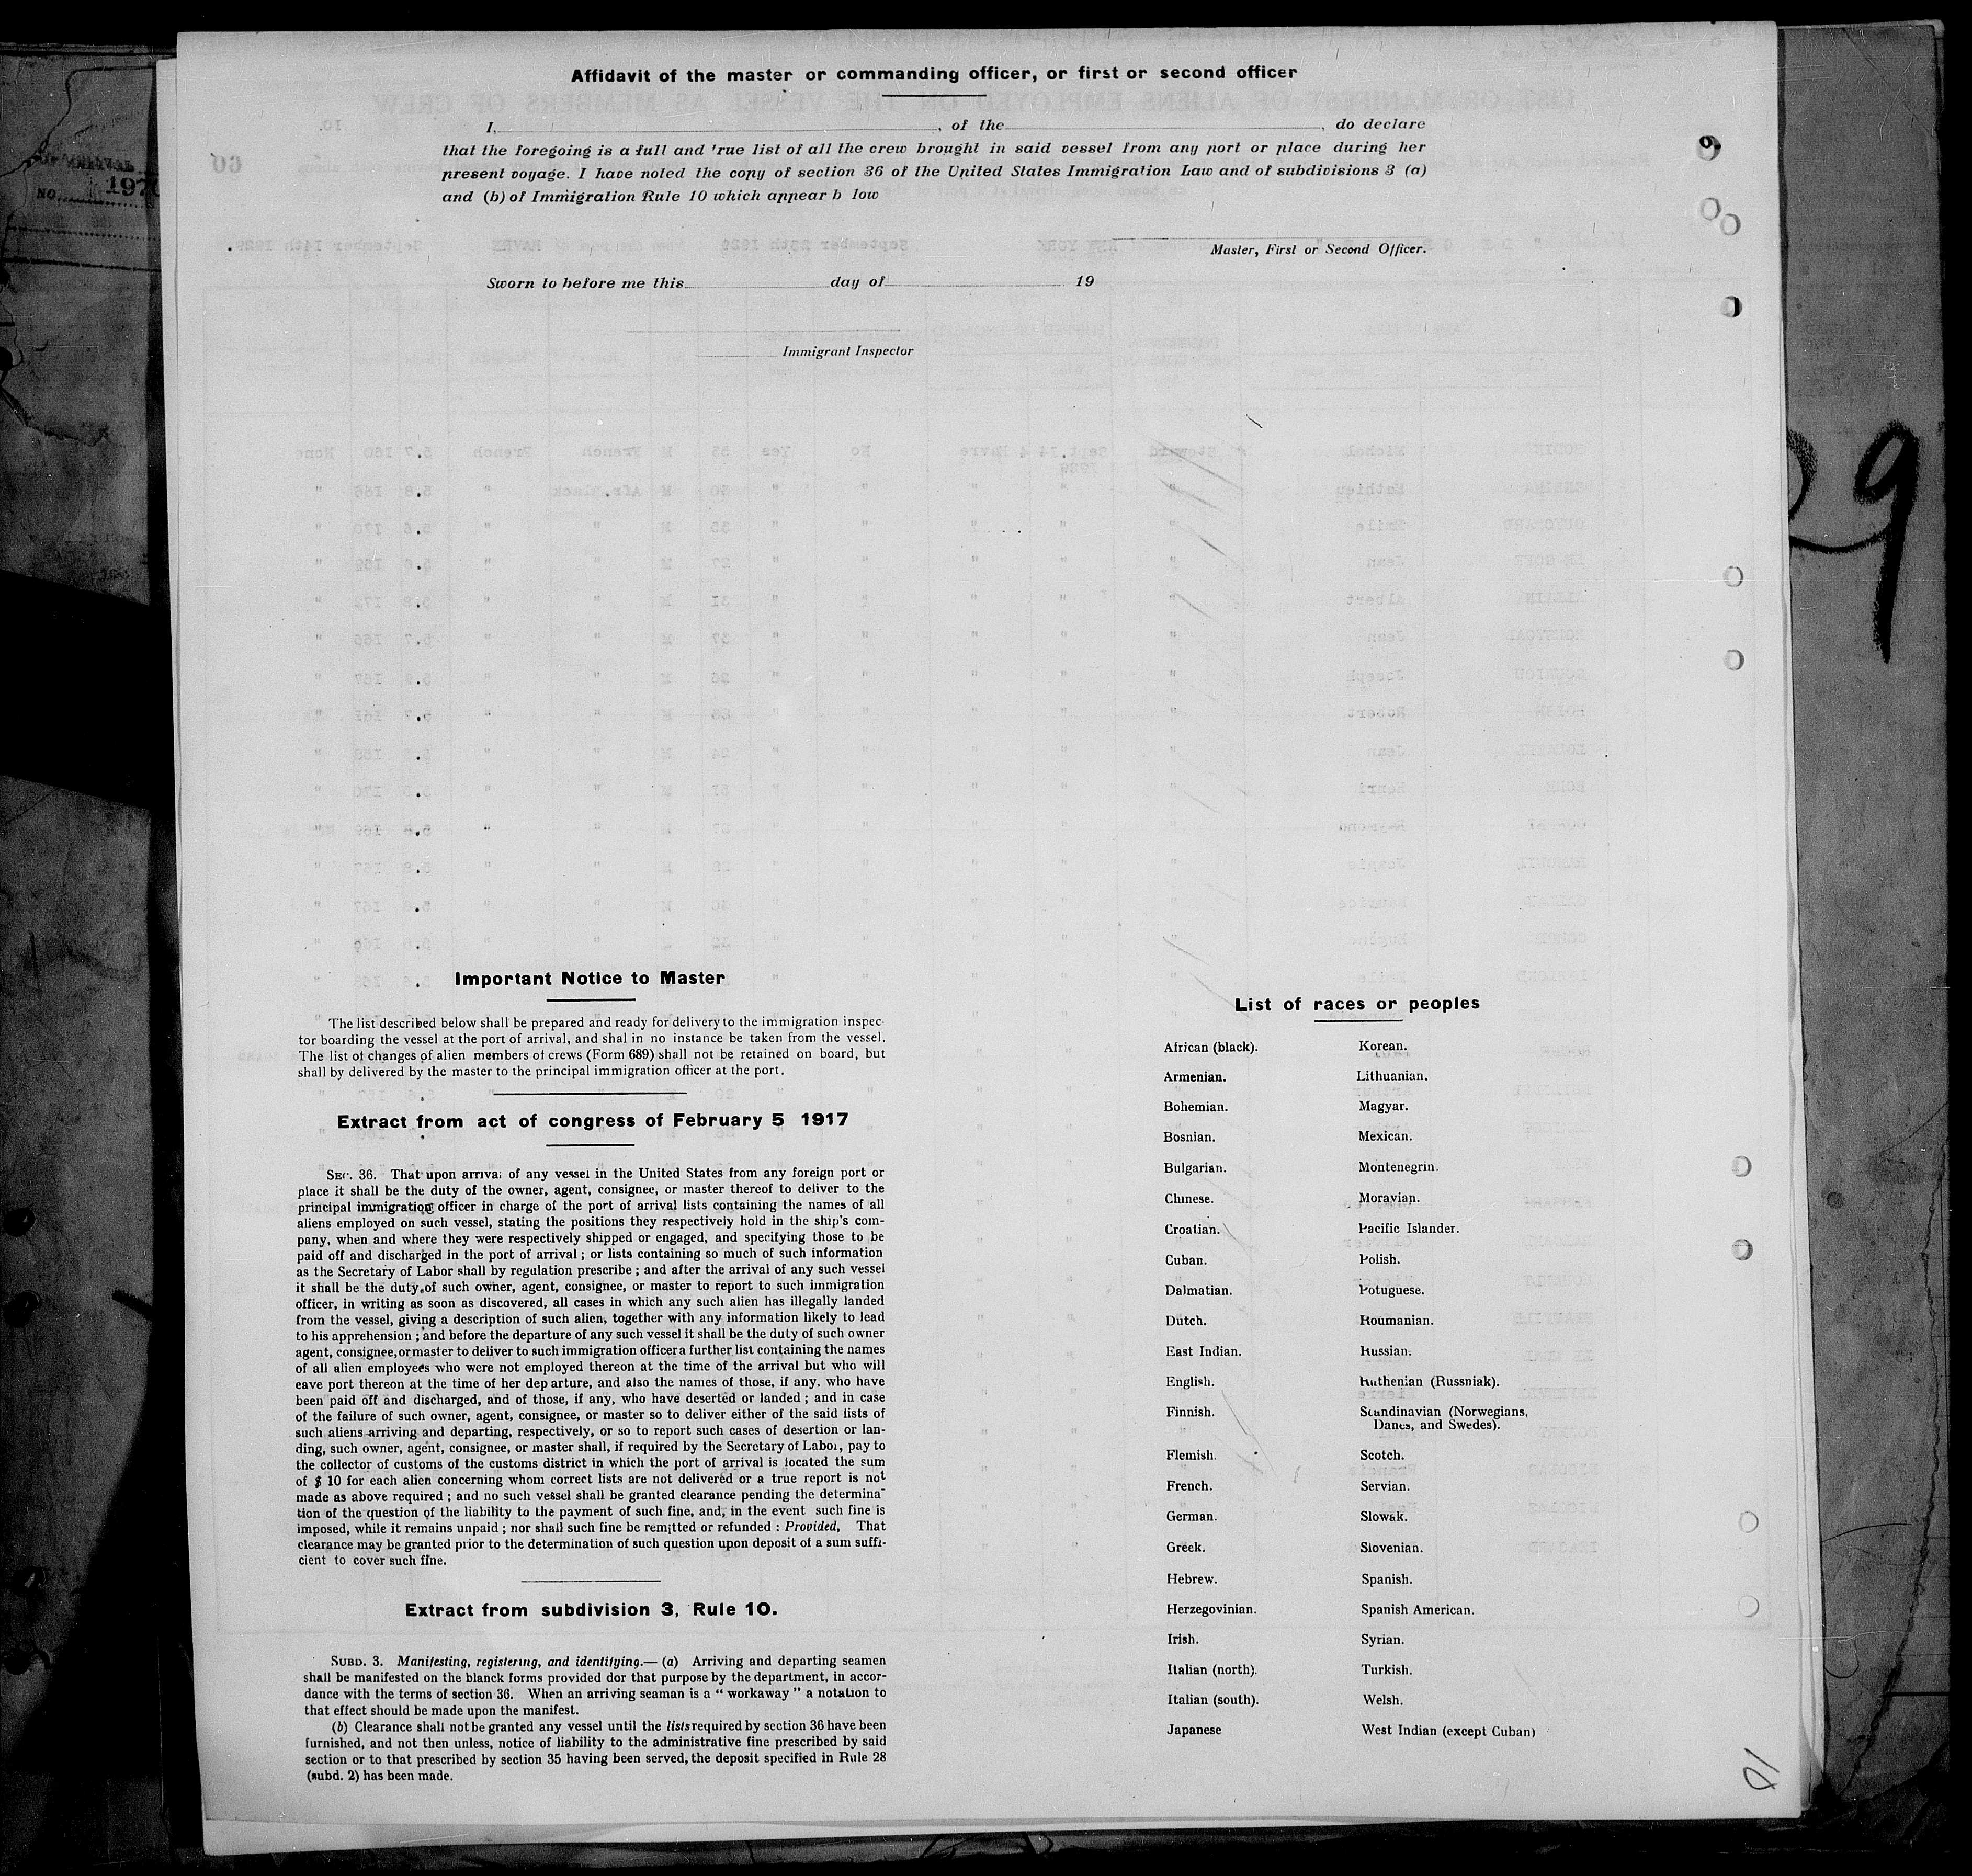 Affidavit of the master or commanding officer, or first or second officer
I, , of the , do declare
that the foregoing is a full and 'rue list of all the crew brought in said vessel from any port or place during her
present voyage. I have noted the copy of section 36 of the United States Immigration Law and of subdivisions 3 (a)
and (b) of Immigration Rule 10 which appear b low
Master, First or Second Officer.
Sworn to before me this day of 19
Immigrant Inspector
Important Notice to Master
The list described below shall be prepared and ready for delivery to the immigration inspec-
tor boarding the vessel at the port of arrival, and shal in no instance be taken from the vessel.
The list of changes of alien members of crews (Form 689) shall not be retained on board, but
shall by delivered by the master to the principal immigration officer at the port.
Extract from act of congress of February 5 1917
SEC. 36. That upon arrival of any vessel in the United States from any foreign port or
place it shall be the duty of the owner, agent, consignee, or master thereof to deliver to the
principal immigration officer in charge of the port of arrival lists containing the names of all
aliens employed on such vessel, stating the positions they respectively hold in the ship's com-
pany, when and where they were respectively shipped or engaged, and specifying those to be
paid off and discharged in the port of arrival ; or lists containing so much of such information
as the Secretary of Labor shall by regulation prescribe ; and after the arrival of any such vessel
it shall be the duty of such owner, agent, consignee, or master to report to such immigration
officer, in writing as soon as discovered, all cases in which any such alien has illegally landed
from the vessel, giving a description of such alien, together with any information likely to lead
to his apprehension ; and before the departure of any such vessel it shall be the duty of such owner
agent, consignee, or master to deliver to such immigration officer a further list containing the names
of all alien employees who were not employed thereon at the time of the arrival but who will
eave port thereon at the time of her departure, and also the names of those, if any, who have
been paid off and discharged, and of those, if any, who have deserted or landed ; and in case
of the failure of such owner, agent, consignee, or master so to deliver either of the said lists of
such aliens arriving and departing, respectively, or so to report such cases of desertion or lan-
ding, such owner, agent, consignee, or master shall, if required by the Secretary of Labor, pay to
the collector of customs of the customs district in which the port of arrival is located the sum
of $ 10 for each alien concerning whom correct lists are not delivered or a true report is not
made as above required ; and no such vessel shall be granted clearance pending the determina-
tion of the question of the liability to the payment of such fine, and, in the event such fine is
imposed, while it remains unpaid ; nor shall such fine be remitted or refunded : Provided, That
clearance may be granted prior to the determination of such question upon deposit of a sum suffi-
cient to cover such fine.
Extract from subdivision 3, Rule 10.
SUBD. 3. Manifesting, registering, and identifying.— (a) Arriving and departing seamen
shall be manifested on the blanck forms provided dor that purpose by the department, in accor-
dance with the terms of section 36. When an arriving seaman is a “ workaway ” a notation to
that effect should be made upon the manifest.
(b) Clearance shall not be granted any vessel until the lists required by section 36 have been
furnished, and not then unless, notice of liability to the administrative fine prescribed by said
section or to that prescribed by section 35 having been served, the deposit specified in Rule 28
(subd. 2) has been made.
List of races or peoples
African (black).
Armenian.
Bohemian.
Bosnian.
Bulgarian.
Chinese.
Croatian.
Cuban.
Dalmatian.
Dutch.
East Indian.
English.
Finnish.
Flemish.
French.
German.
Greek.
Hebrew.
Herzegovinian.
Irish.
Italian (north).
Italian (south).
Japanese
Korean.
Lithuanian.
Magyar.
Mexican.
Montenegrin.
Moravian.
Pacific Islander.
Polish.
Potuguese.
Roumanian.
Russian.
Ruthenian (Russniak).
Scandinavian (Norwegians,
Danes, and Swedes).
Scotch.
Servian.
Slowak.
Slovenian.
Spanish.
Spanish American.
Syrian.
Turkish.
Welsh.
West Indian (except Cuban)
NO.
197
9
10